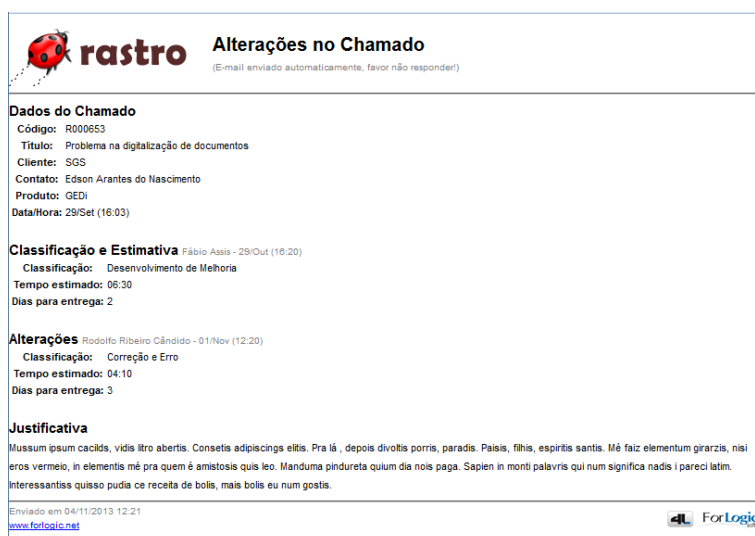 rastro
Alterações no Chamado
(E-mail enviado automaticamente, favor não responder!)
Dados do Chamado
Código: R000653
Título: Problema na digitalização de documentos
Cliente: SGS
Contato: Edson Arantes do Nascimento
Produto: GEDi
Data/Hora: 29/Set (16:03)
Classificação e Estimativa Fábio Assis - 29/Out (16:20)
Classificação: Desenvolvimento de Melhoria
Tempo estimado: 06:30
Dias para entrega: 2
Alterações Rodolfo Ribeiro Cândido - 01/Nov (12:20)
Classificação: Correção e Erro
Tempo estimado: 04:10
Dias para entrega: 3
Justificativa
Mussum ipsum cacilds, vidis litro abertis. Consetis adipiscings elitis. Pra lá , depois divoltis porris, paradis. Paisis, filhis, espiritis santis. Mé faiz elementum girarzis, nisi
eros vermeio, in elementis mé pra quem é amistosis quis leo. Manduma pindureta quium dia nois paga. Sapien in monti palavris qui num significa nadis i pareci latim.
Interessantiss quisso pudia ce receita de bolis, mais bolis eu num gostis.
Enviado em 04/11/2013 12:21
www.forlogic.net
4L ForLogic